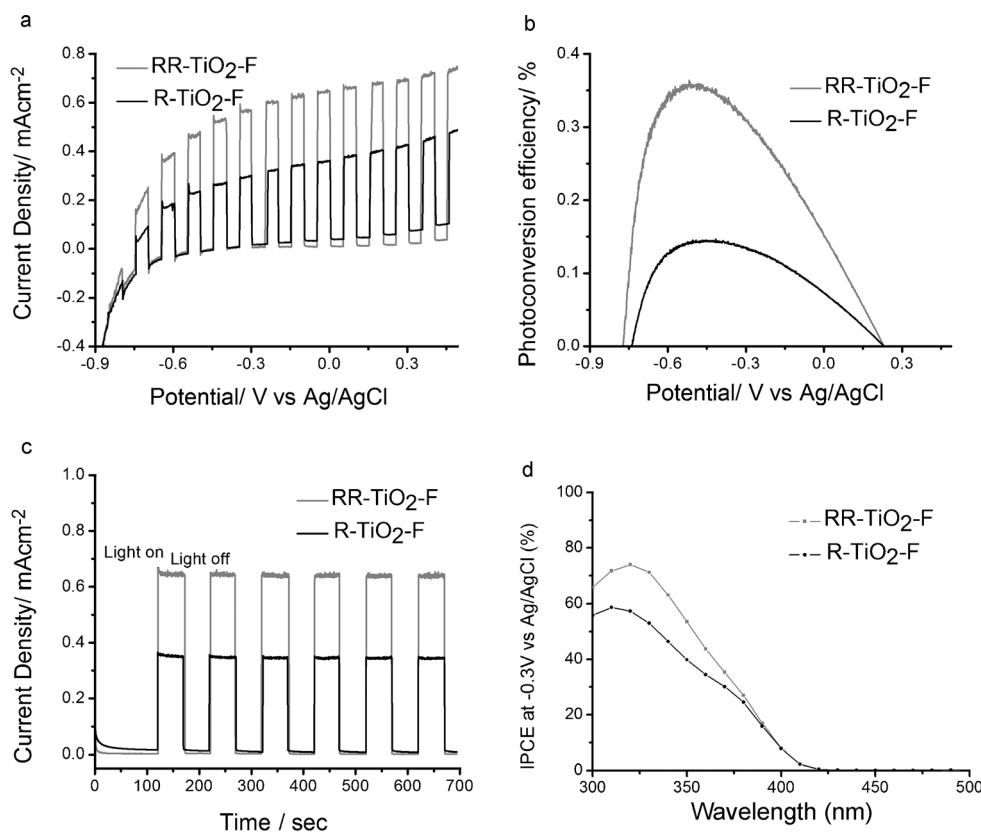 a
0.8
0.6
0.4
0.2
0.0
-0.2
-0.4
Current Density/ mAcm-2
RR-TiO2-F
R-TiO2-F
-0.9
-0.6
-0.3
0.0
0.3
Potential/ V vs Ag/AgCl
b
0.4
0.3
0.1
0.0
Photoconversion efficiency/ %
RR-TiO2-F
R-TiO2-F
-0.9
-0.6
-0.3
0.0
0.3
Potential/ V vs Ag/AgCl
c
1.0
0.8
0.6
0.4
0.2
0.0
Current Density/ mAcm-2
RR-TiO2-F
R-TiO2-F
Light on
Light off
0
100
200
300
400
500
600
700
Time / sec
d
100
80
60
40
20
0
IPCE at -0.3V vs Ag/AgCl (%)
RR-TiO2-F
R-TiO2-F
300
350
400
450
500
Wavelength (nm)